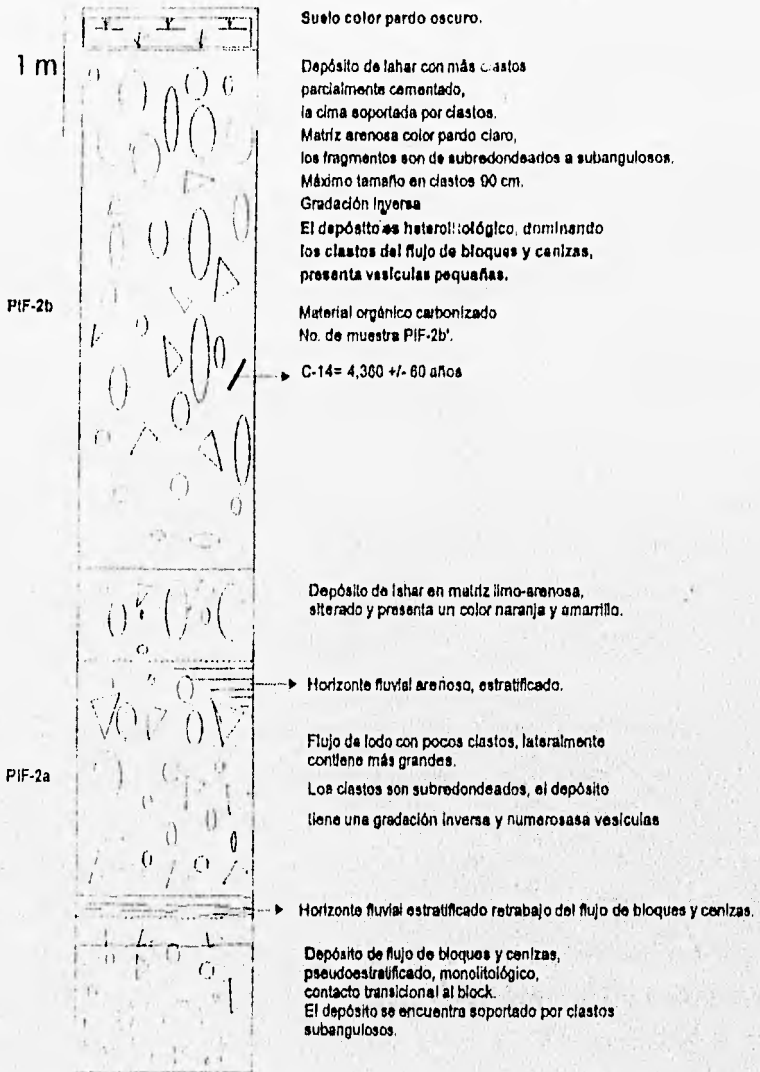 Suelo color pardo oscuro.
1 m
Depósito de lahar con más clastos
parcialmente cementado,
la cima soportada por clastos.
Matríz arenosa color pardo claro,
los fragmentos son de subredondeados a subangulosos.
Máximo tamaño en clastos 90 cm.
Gradación Inversa
El depósito es heterolitológico, dominando
los clastos del flujo de bloques y cenizas,
presenta vesículas pequeñas.
PIF-2b
Material orgánico carbonizado
No. de muestra PIF-2b'.
C-14= 4,360 +/- 60 años
Depósito de lahar en matriz limo-arenosa,
alterado y presenta un color naranja y amarrillo.
Horizonte fluvial arenoso, estratificado.
Flujo de lodo con pocos clastos, lateralmente
contiene más grandes.
PIF-2a
Los clastos son subredondeados, el depósito
tiene una gradación inversa y numerosasa vesículas
Horizonte fluvial estratificado retrabajo del flujo de bloques y cenizas.
Depósito de flujo de bloques y cenizas,
pseudoestratificado, monolitológico,
contacto transicional al block.
El depósito se encuentra soportado por clastos
subangulosos.